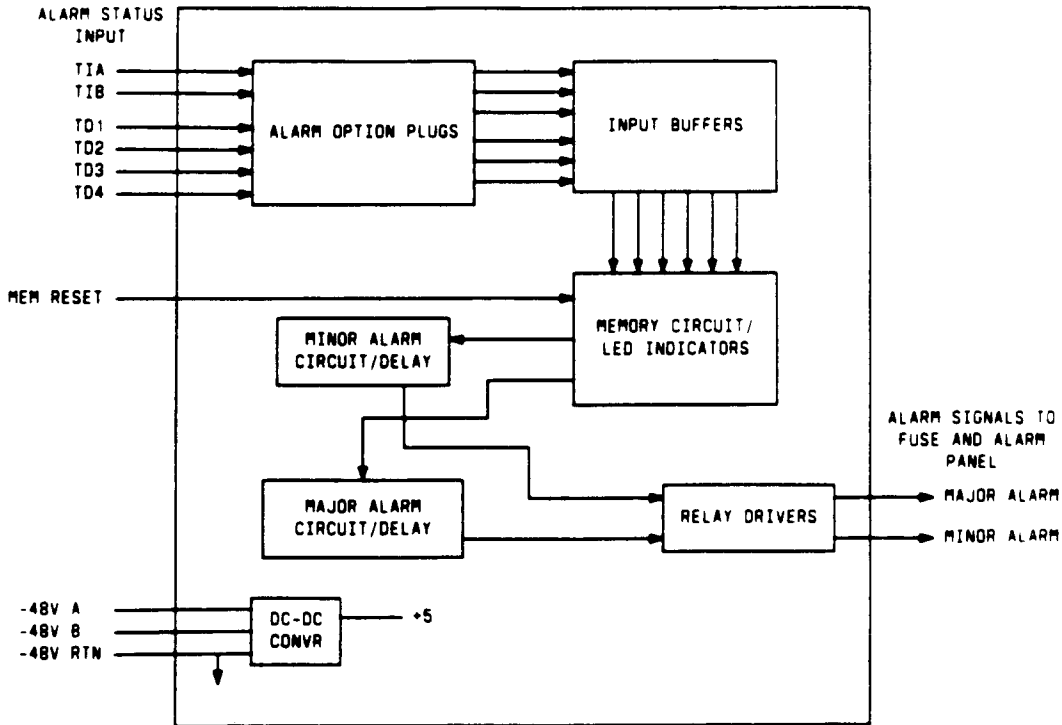 ALARM STATUS
INPUT
TIA
TIB
TD1
TD2
TD3
TD4
ALARM OPTION PLUGS
INPUT BUFFERS
MEM RESET
MEMORY CIRCUIT/
LED INDICATORS
MINOR ALARM
CIRCUIT/DELAY
MAJOR ALARM
CIRCUIT/DELAY
RELAY DRIVERS
ALARM SIGNALS TO
FUSE AND ALARM
PANEL
MAJOR ALARM
MINOR ALARM
-48V A
-48V B
-48V RTN
DC-DC
CONVR
+5